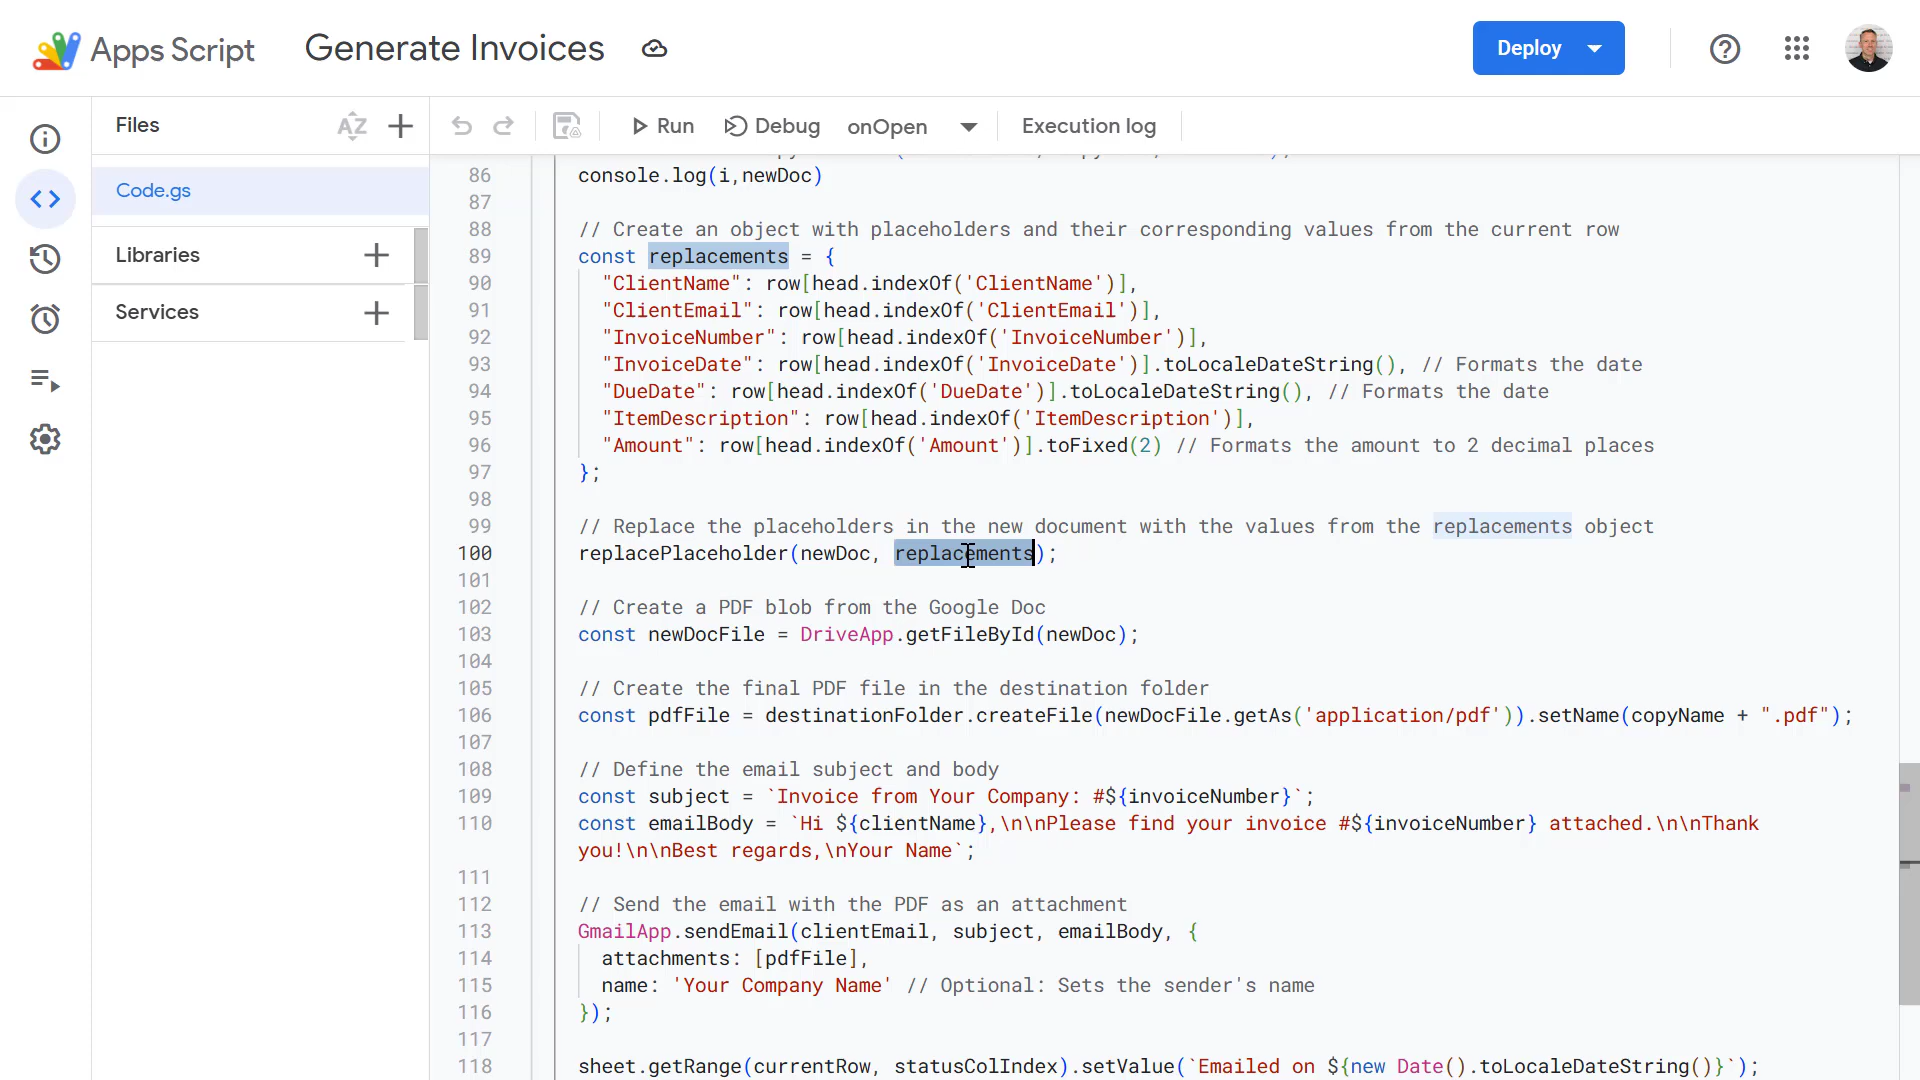 Apps Script
Generate Invoices
Deploy
Files
AZ
Run
Debug
onOpen
Execution log
Code.gs
Libraries
Services
86 console.log(i,newDoc)
87
88 // Create an object with placeholders and their corresponding values from the current row
89 const replacements = {
90 "ClientName": row[head.indexOf('ClientName')],
91 "ClientEmail": row[head.indexOf('ClientEmail')],
92 "InvoiceNumber": row[head.indexOf('InvoiceNumber')],
93 "InvoiceDate": row[head.indexOf('InvoiceDate')].toLocaleDateString(), // Formats the date
94 "DueDate": row[head.indexOf('DueDate')].toLocaleDateString(), // Formats the date
95 "ItemDescription": row[head.indexOf('ItemDescription')],
96 "Amount": row[head.indexOf('Amount')].toFixed(2) // Formats the amount to 2 decimal places
97 };
98
99 // Replace the placeholders in the new document with the values from the replacements object
100 replacePlaceholder(newDoc, replacements);
101
102 // Create a PDF blob from the Google Doc
103 const newDocFile = DriveApp.getFileById(newDoc);
104
105 // Create the final PDF file in the destination folder
106 const pdfFile = destinationFolder.createFile(newDocFile.getAs('application/pdf')).setName(copyName + ".pdf");
107
108 // Define the email subject and body
109 const subject = `Invoice from Your Company: #${invoiceNumber}`;
110 const emailBody = `Hi ${clientName},\n\nPlease find your invoice #${invoiceNumber} attached.\n\nThank
you!\n\nBest regards,\nYour Name`;
111
112 // Send the email with the PDF as an attachment
113 GmailApp.sendEmail(clientEmail, subject, emailBody, {
114 attachments: [pdfFile],
115 name: 'Your Company Name' // Optional: Sets the sender's name
116 });
117
118 sheet.getRange(currentRow, statusColIndex).setValue(`Emailed on ${new Date().toLocaleDateString()}`);